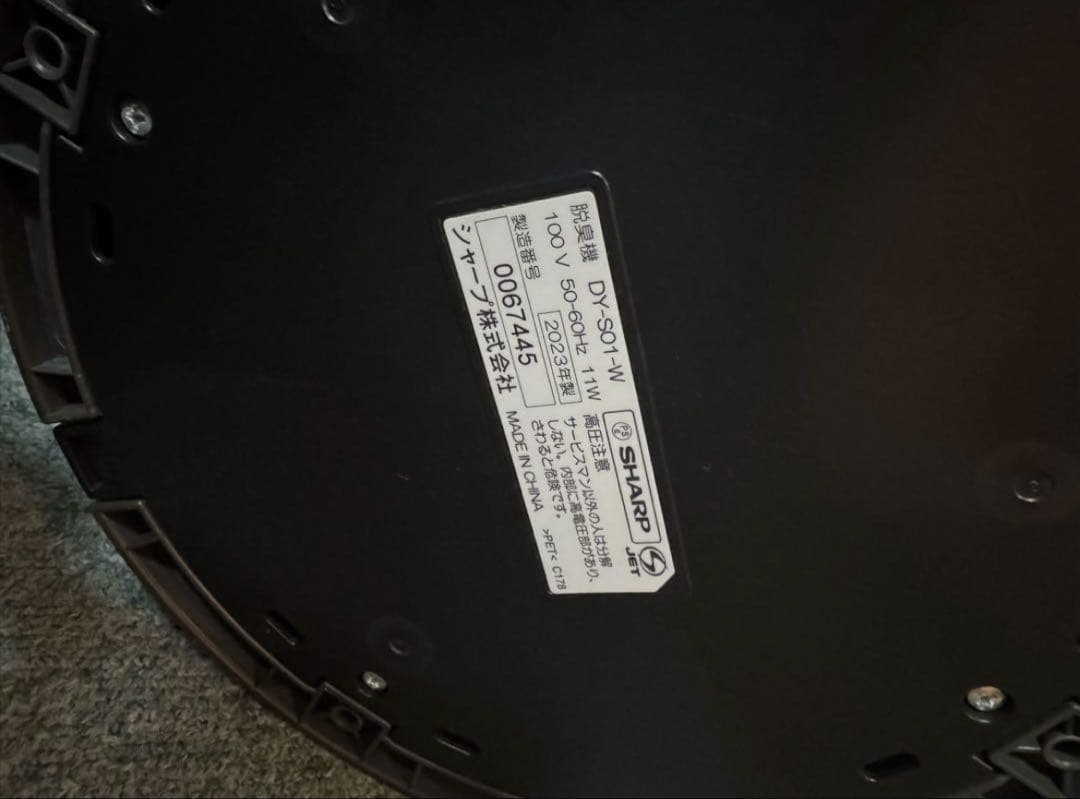 脱臭機 DY-S01-W
100 V 50-60Hz 11W
製造番号 2023年製
0067445
シャープ株式会社
PSE SHARP JET
高圧注意
サービスマン以外の人は分解
しない。内部に高電圧部があり、
さわると危険です。
MADE IN CHINA >PET< C178